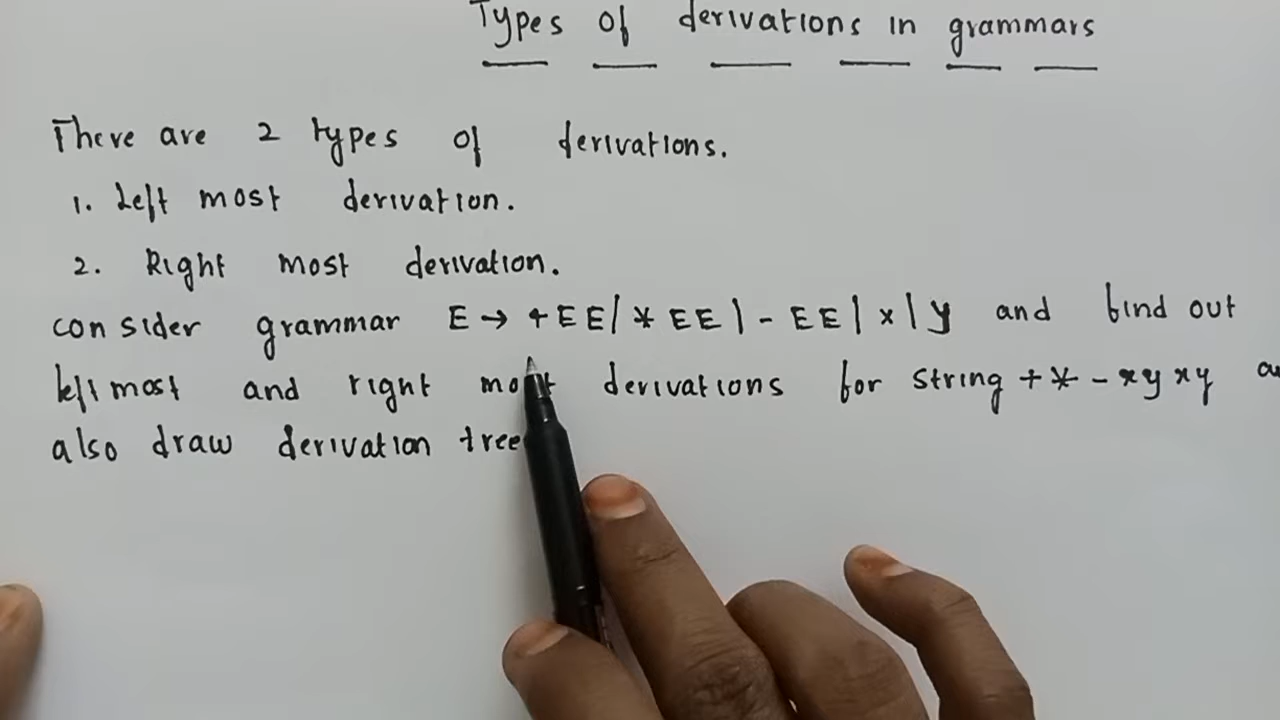 Types of derivations in grammars
There are 2 types of derivations.
1. Left most derivation.
2. Right most derivation.
consider grammar E → +EE | * EE | - EE | x | y and find out
left most and right most derivations for string + * - xyxy
also draw derivation tree